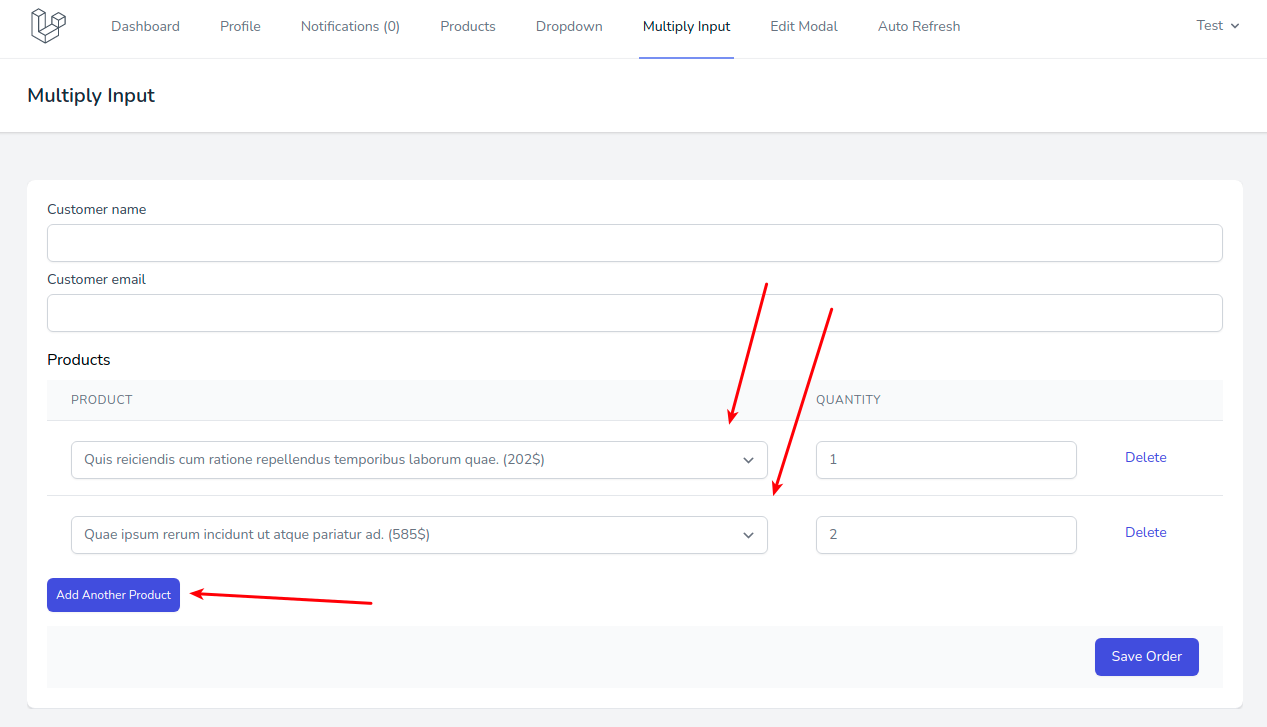 Dashboard Profile Notifications (0) Products Dropdown Multiply Input Edit Modal Auto Refresh Test
Multiply Input
Customer name
Customer email
Products
PRODUCT QUANTITY
Quis reiciendis cum ratione repellendus temporibus laborum quae. (202$) 1 Delete
Quae ipsum rerum incidunt ut atque pariatur ad. (585$) 2 Delete
Add Another Product
Save Order